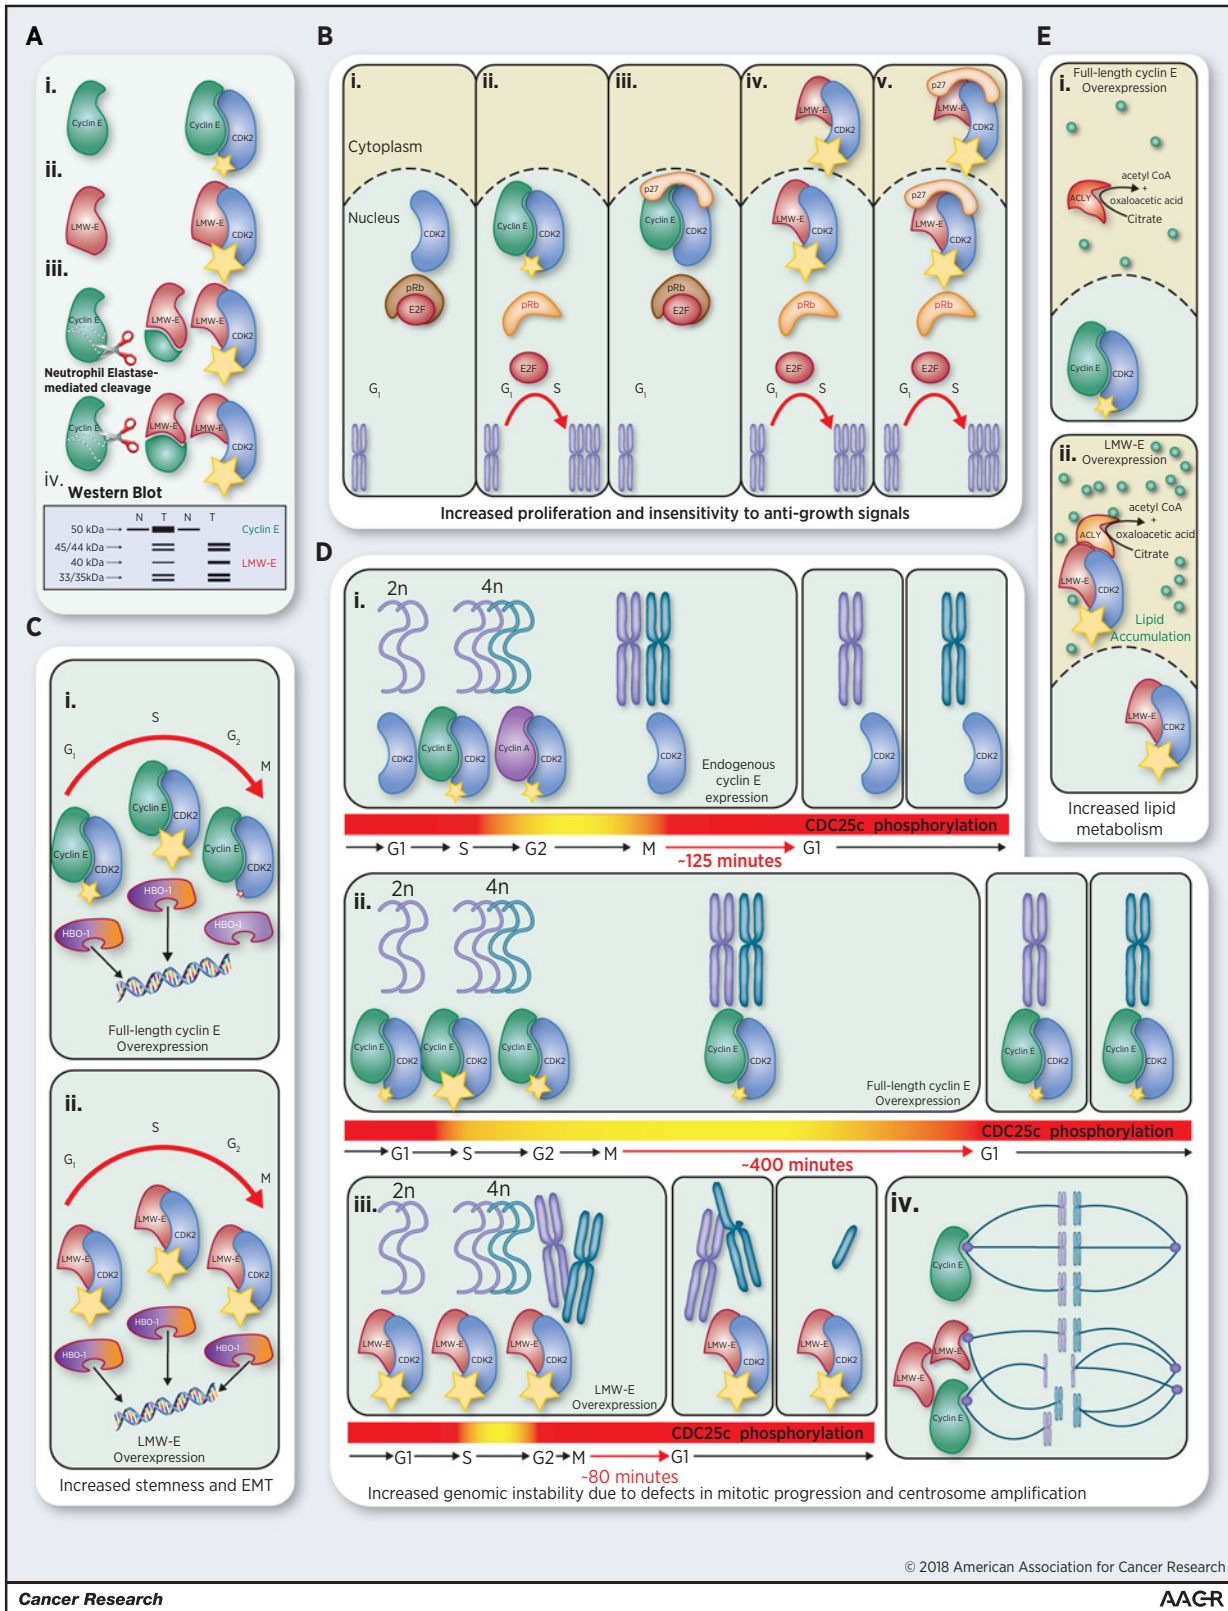 A
i.
Cyclin E
Cyclin E
CDK2
ii.
LMW-E
LMW-E
CDK2
iii.
Cyclin E
LMW-E
LMW-E
CDK2
Neutrophil Elastase-
mediated cleavage
Cyclin E
LMW-E
LMW-E
CDK2
iv.
Western Blot
N T N T
50 kDa
Cyclin E
45/44 kDa
40 kDa
LMW-E
33/35kDa
B
i.
Cytoplasm
Nucleus
CDK2
pRb
E2F
G1
ii.
Cyclin E
CDK2
pRb
E2F
G1 S
iii.
p27
Cyclin E
CDK2
pRb
E2F
G1
iv.
LMW-E
CDK2
LMW-E
CDK2
pRb
E2F
G1 S
v.
p27
LMW-E
CDK2
p27
LMW-E
CDK2
pRb
E2F
G1 S
Increased proliferation and insensitivity to anti-growth signals
C
i.
G1
S
G2
M
Cyclin E
CDK2
Cyclin E
CDK2
Cyclin E
CDK2
HBO-1
HBO-1
HBO-1
Full-length cyclin E
Overexpression
ii.
G1
S
G2
M
LMW-E
CDK2
LMW-E
CDK2
LMW-E
CDK2
HBO-1
HBO-1
HBO-1
LMW-E
Overexpression
Increased stemness and EMT
D
i.
2n
4n
CDK2
Cyclin E
CDK2
Cyclin A
CDK2
CDK2
Endogenous
cyclin E
expression
CDK2
CDK2
CDC25c phosphorylation
G1 S G2 M G1
~125 minutes
ii.
2n
4n
Cyclin E
CDK2
Cyclin E
CDK2
Cyclin E
CDK2
Cyclin E
CDK2
Full-length cyclin E
Overexpression
Cyclin E
CDK2
Cyclin E
CDK2
CDC25c phosphorylation
G1 S G2 M G1
~400 minutes
iii.
2n
4n
LMW-E
CDK2
LMW-E
CDK2
LMW-E
CDK2
LMW-E
Overexpression
LMW-E
CDK2
LMW-E
CDK2
CDC25c phosphorylation
G1 S G2 M G1
~80 minutes
iv.
Cyclin E
LMW-E
LMW-E
Cyclin E
Increased genomic instability due to defects in mitotic progression and centrosome amplification
E
i.
Full-length cyclin E
Overexpression
ACLY
acetyl CoA
+
oxaloacetic acid
Citrate
Cyclin E
CDK2
ii.
LMW-E
Overexpression
ACLY
acetyl CoA
+
oxaloacetic acid
Citrate
LMW-E
CDK2
Lipid
Accumulation
LMW-E
CDK2
Increased lipid
metabolism
© 2018 American Association for Cancer Research
Cancer Research
AACR